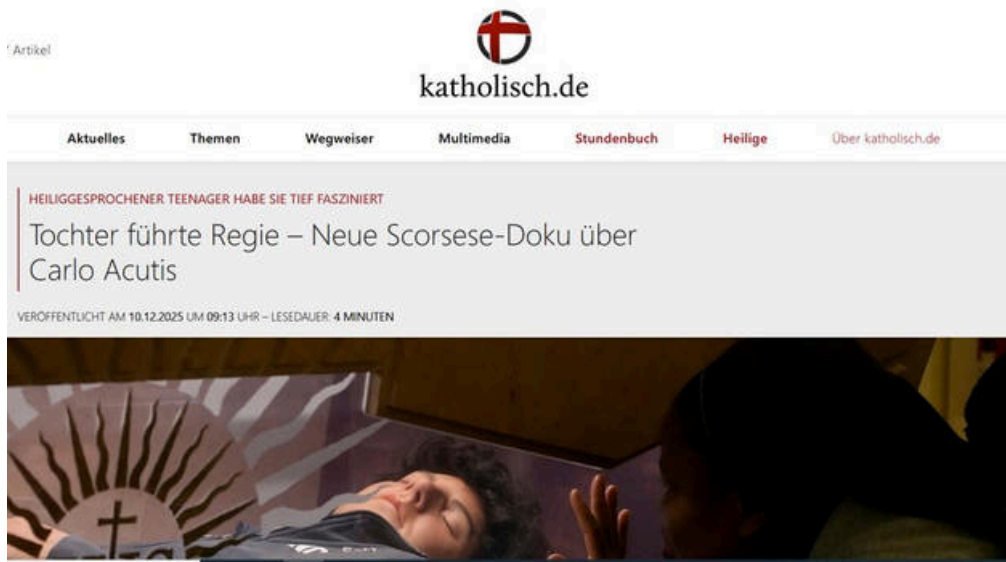 Artikel
katholisch.de
Aktuelles Themen Wegweiser Multimedia Stundenbuch Heilige Über katholisch.de
HEILIGGESPROCHENER TEENAGER HABE SIE TIEF FASZINIERT
Tochter führte Regie – Neue Scorsese-Doku über
Carlo Acutis
VERÖFFENTLICHT AM 10.12.2025 UM 09:13 UHR – LESEDAUER: 4 MINUTEN